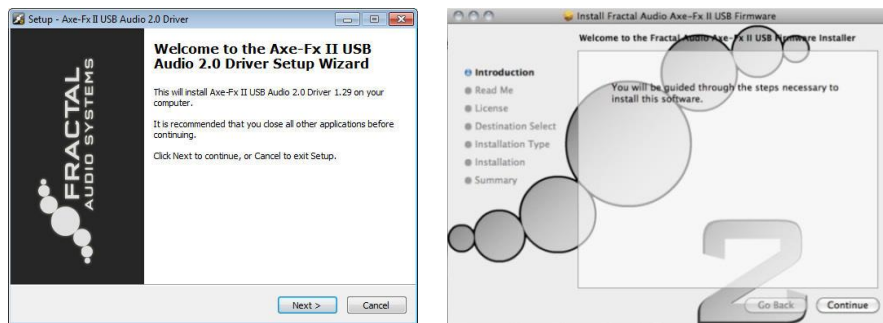 Setup - Axe-Fx II USB Audio 2.0 Driver
FRACTAL
AUDIO SYSTEMS
Welcome to the Axe-Fx II USB
Audio 2.0 Driver Setup Wizard
This will install Axe-Fx II USB Audio 2.0 Driver 1.29 on your
computer.
It is recommended that you close all other applications before
continuing.
Click Next to continue, or Cancel to exit Setup.
Next >
Cancel
Install Fractal Audio Axe-Fx II USB Firmware
Welcome to the Fractal Audio Axe-Fx II USB Firmware Installer
Introduction
Read Me
License
Destination Select
Installation Type
Installation
Summary
You will be guided through the steps necessary to
install this software.
2
Go Back
Continue